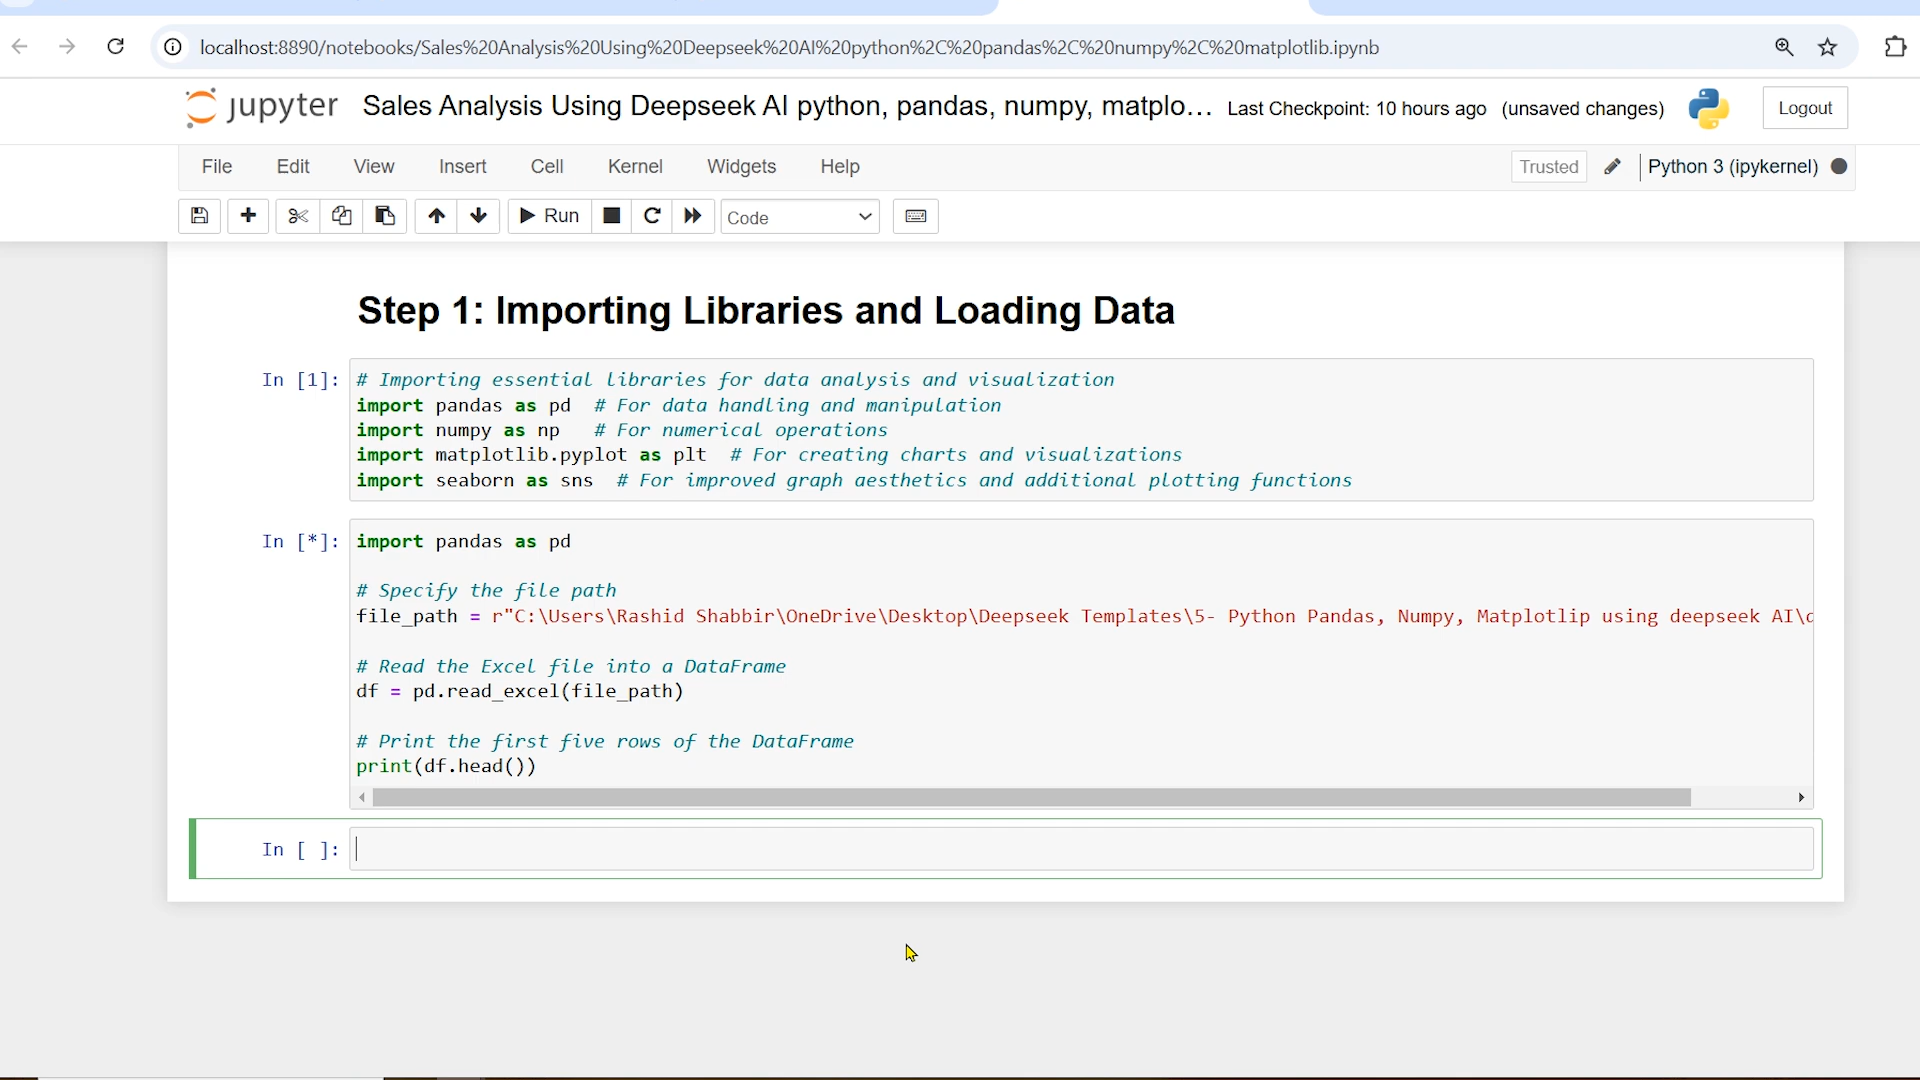 localhost:8890/notebooks/Sales%20Analysis%20Using%20Deepseek%20AI%20python%2C%20pandas%2C%20numpy%2C%20matplotlib.ipynb
jupyter Sales Analysis Using Deepseek AI python, pandas, numpy, matplo... Last Checkpoint: 10 hours ago (unsaved changes) Logout
File Edit View Insert Cell Kernel Widgets Help Trusted Python 3 (ipykernel)
Run Code
Step 1: Importing Libraries and Loading Data
In [1]: # Importing essential libraries for data analysis and visualization
import pandas as pd # For data handling and manipulation
import numpy as np # For numerical operations
import matplotlib.pyplot as plt # For creating charts and visualizations
import seaborn as sns # For improved graph aesthetics and additional plotting functions
In [*]: import pandas as pd
# Specify the file path
file_path = r"C:\Users\Rashid Shabbir\OneDrive\Desktop\Deepseek Templates\5- Python Pandas, Numpy, Matplotlip using deepseek AI\
# Read the Excel file into a DataFrame
df = pd.read_excel(file_path)
# Print the first five rows of the DataFrame
print(df.head())
In [ ]: